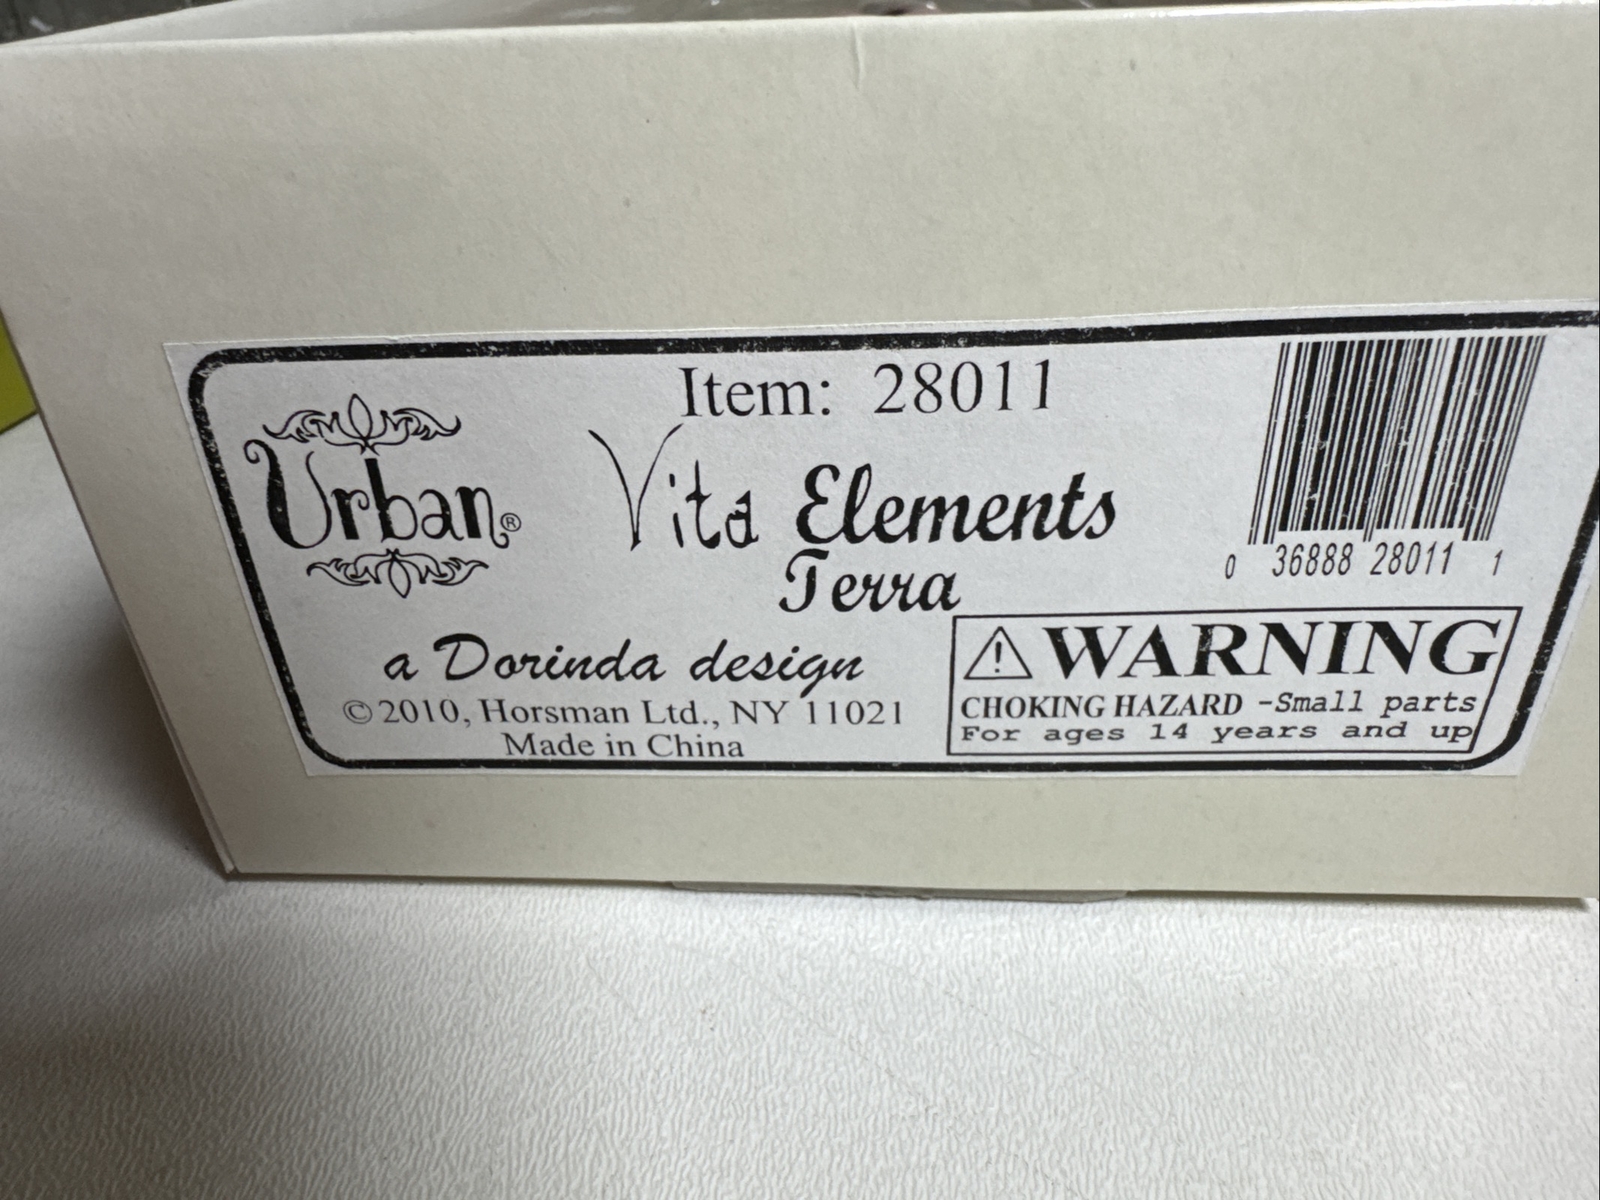 Item: 28011
Urban®
Vita Elements
Terra
a Dorinda design
©2010, Horsman Ltd., NY 11021
Made in China
0 36888 28011 1
WARNING
CHOKING HAZARD -Small parts
For ages 14 years and up